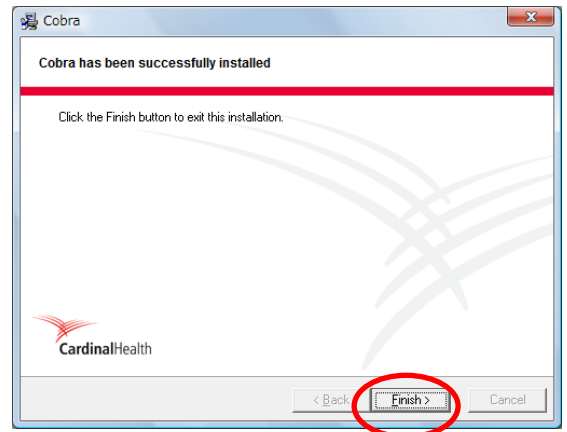 Cobra
Cobra has been successfully installed
Click the Finish button to exit this installation.
CardinalHealth
< Back
Finish >
Cancel